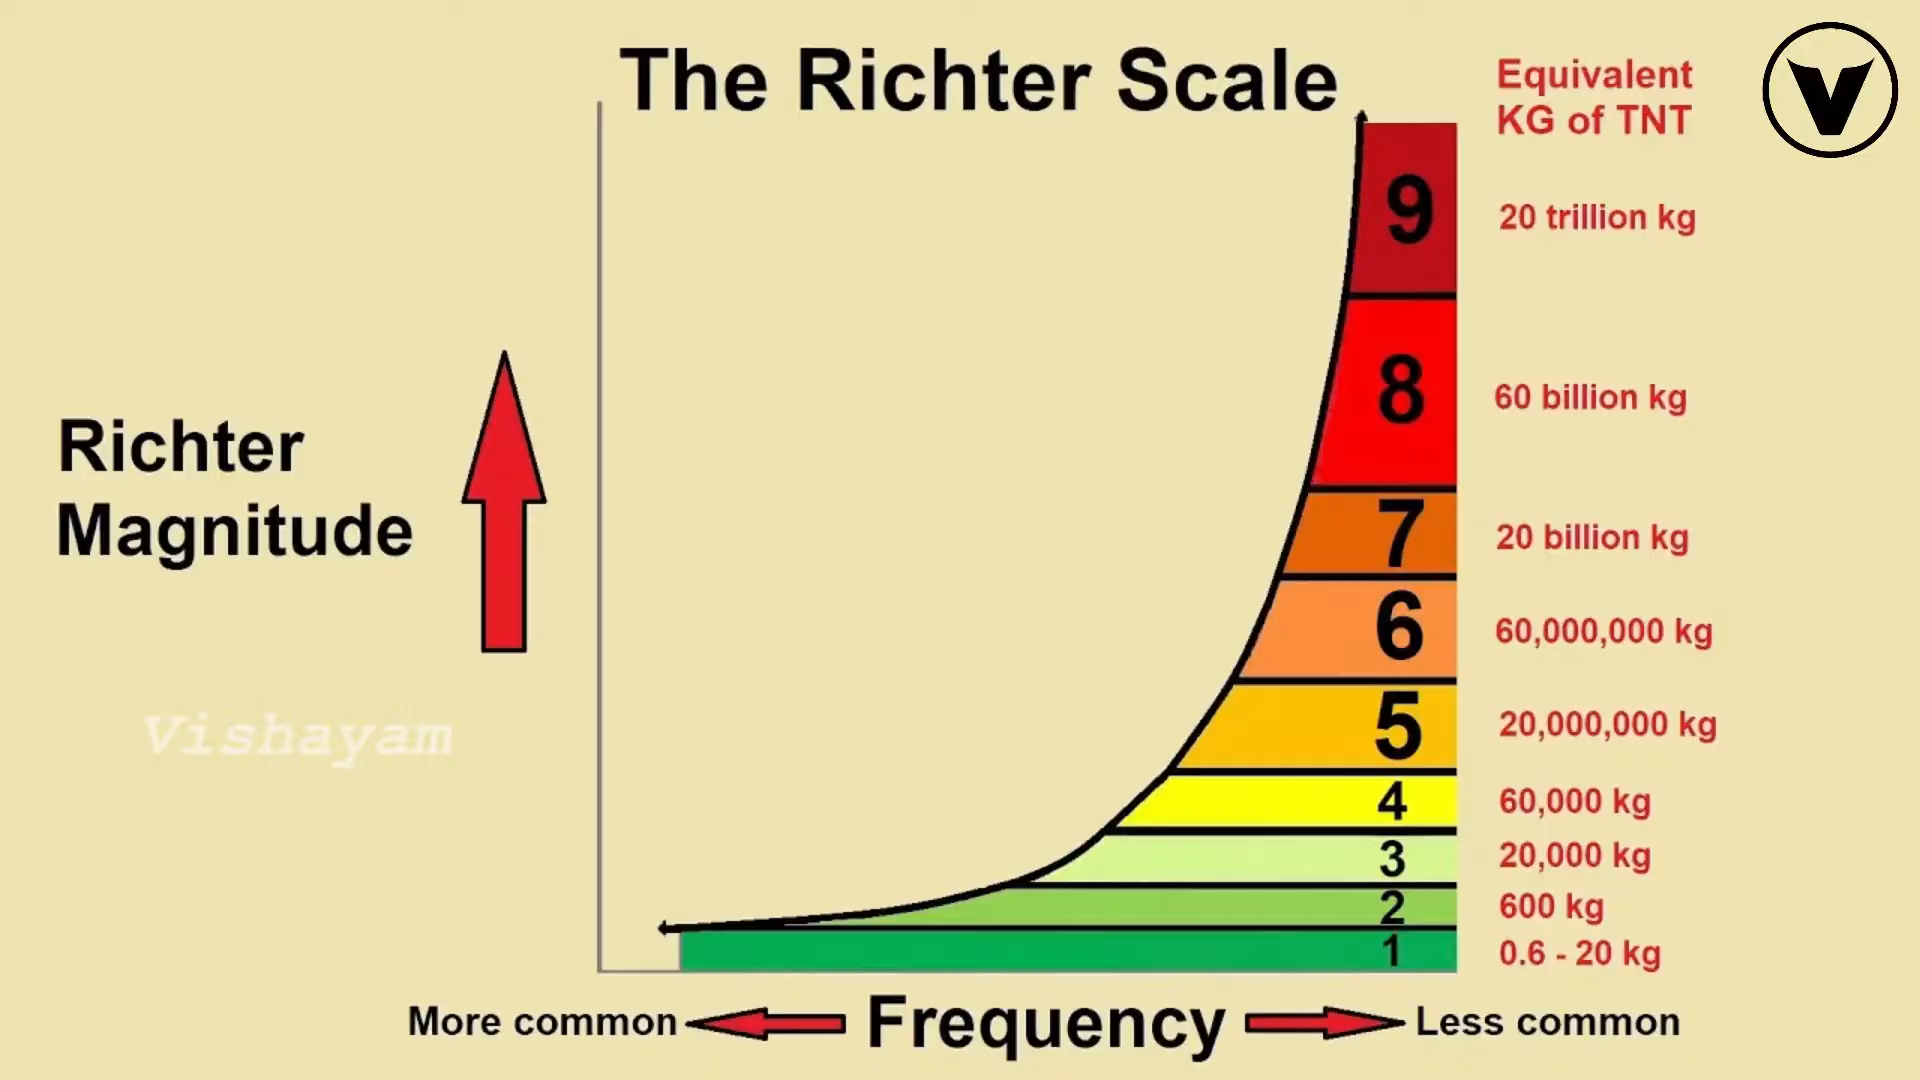 The Richter Scale
Equivalent
KG of TNT
V
9
20 trillion kg
8
60 billion kg
Richter
Magnitude
7
20 billion kg
6
60,000,000 kg
5
20,000,000 kg
Vishayam
4
60,000 kg
3
20,000 kg
2
600 kg
1
0.6 - 20 kg
More common
Frequency
Less common